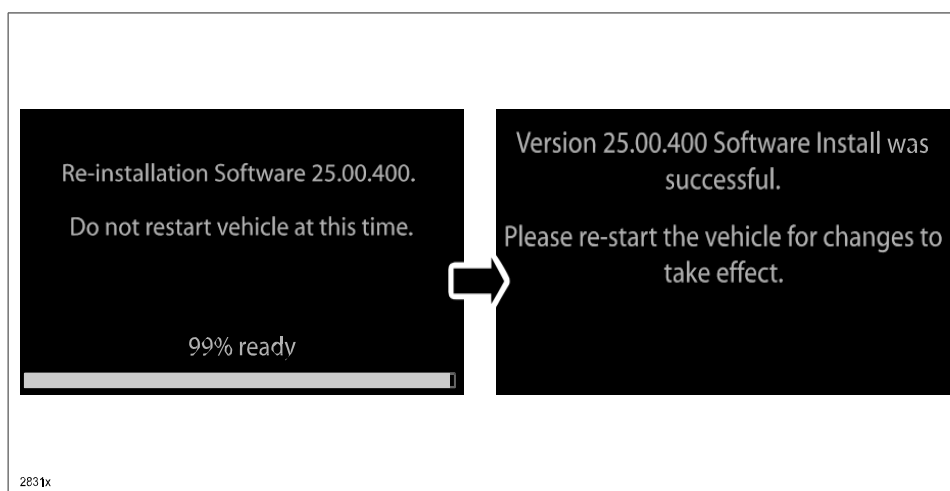 Re-installation Software 25.00.400.
Do not restart vehicle at this time.
99% ready
Version 25.00.400 Software Install was
successful.
Please re-start the vehicle for changes to
take effect.
2831x